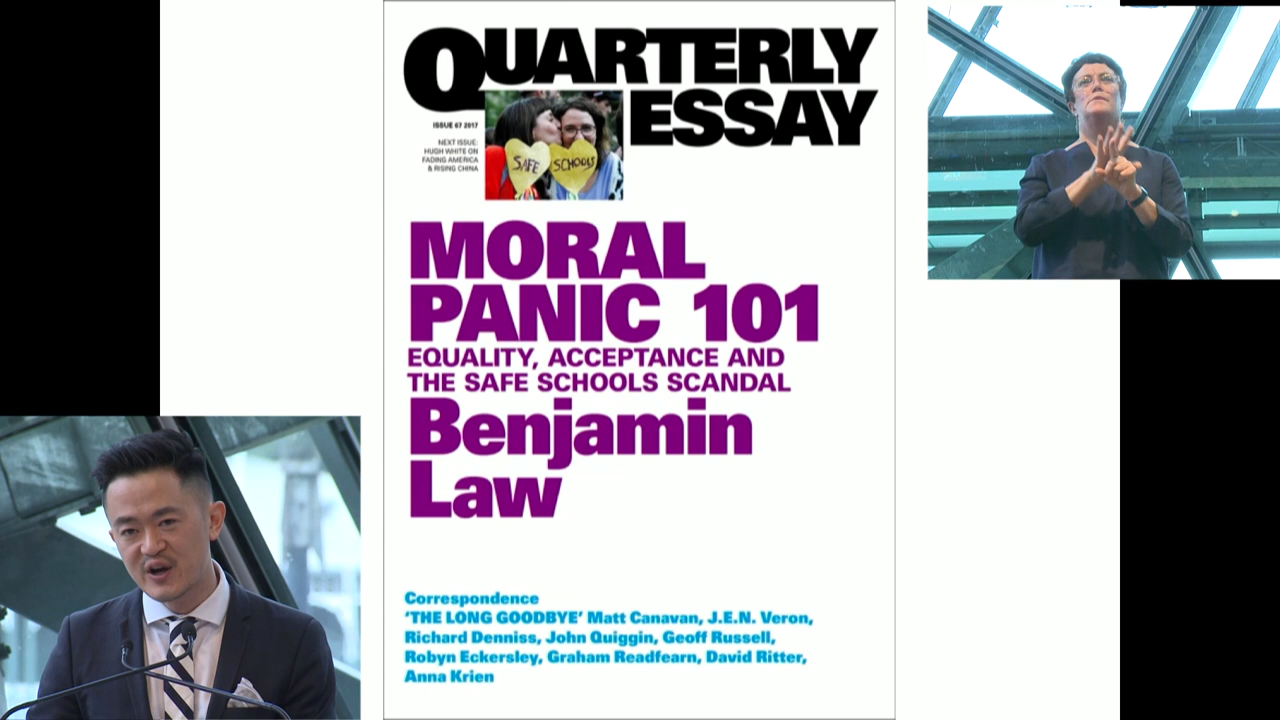 QUARTERLY
ESSAY
ISSUE 67 2017
NEXT ISSUE:
HUGH WHITE ON
FADING AMERICA
& RISING CHINA
SAFE SCHOOLS
MORAL
PANIC 101
EQUALITY, ACCEPTANCE AND
THE SAFE SCHOOLS SCANDAL
Benjamin
Law
Correspondence
‘THE LONG GOODBYE’ Matt Canavan, J.E.N. Veron,
Richard Denniss, John Quiggin, Geoff Russell,
Robyn Eckersley, Graham Readfearn, David Ritter,
Anna Krien